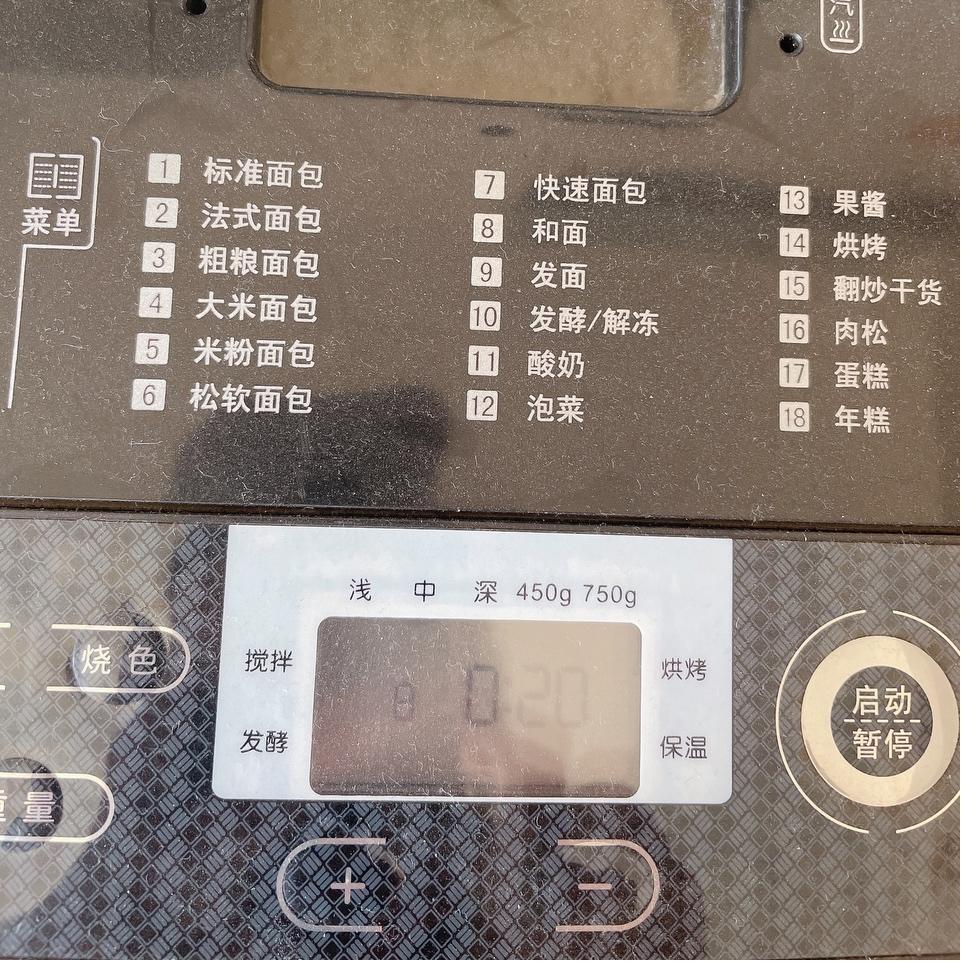 汽
菜单
1 标准面包
2 法式面包
3 粗粮面包
4 大米面包
5 米粉面包
6 松软面包
7 快速面包
8 和面
9 发面
10 发酵/解冻
11 酸奶
12 泡菜
13 果酱
14 烘烤
15 翻炒干货
16 肉松
17 蛋糕
18 年糕
浅 中 深 450g 750g
搅拌
发酵
8 0:20
烘烤
保温
烧色
重量
启动
暂停
+
-